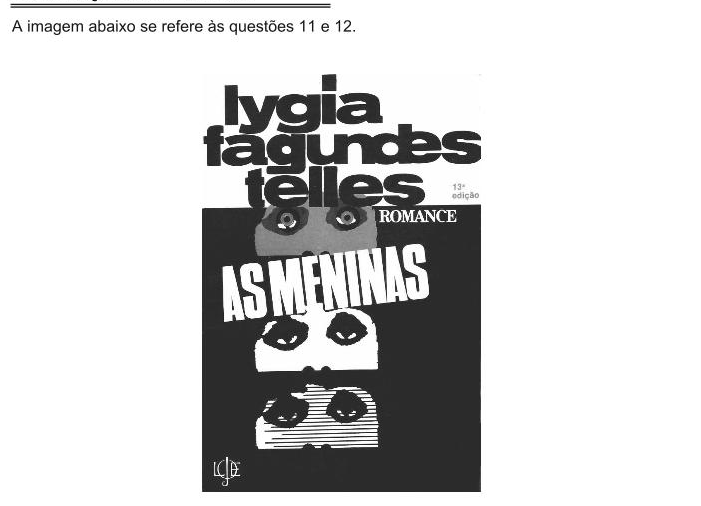 A imagem abaixo se refere às questões 11 e 12.
lygia
fagundes
telles
13ª
edição
ROMANCE
AS MENINAS